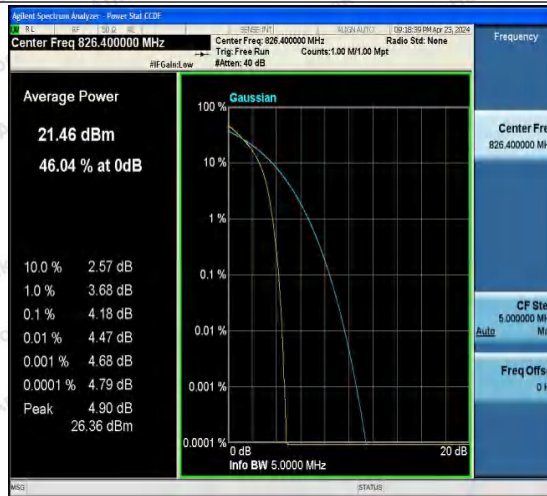 Agilent Spectrum Analyzer - Power Stat CCDF
RL RF 50 Ω AC SENSE:INT ALIGN AUTO 09:18:39 PM Apr 23, 2024
Center Freq 826.400000 MHz
Center Freq: 826.400000 MHz Radio Std: None
Trig: Free Run Counts:1.00 M/1.00 Mpt
#IFGain:Low #Atten: 40 dB
Frequency
Average Power
21.46 dBm
46.04 % at 0dB
10.0 % 2.57 dB
1.0 % 3.68 dB
0.1 % 4.18 dB
0.01 % 4.47 dB
0.001 % 4.68 dB
0.0001 % 4.79 dB
Peak 4.90 dB
26.36 dBm
Gaussian
100 %
10 %
1 %
0.1 %
0.01 %
0.001 %
0.0001 %
0 dB 20 dB
Info BW 5.0000 MHz
Center Fre
826.400000 MH
CF Ste
5.000000 MH
Auto Ma
Freq Offs
0 H
MSG STATUS